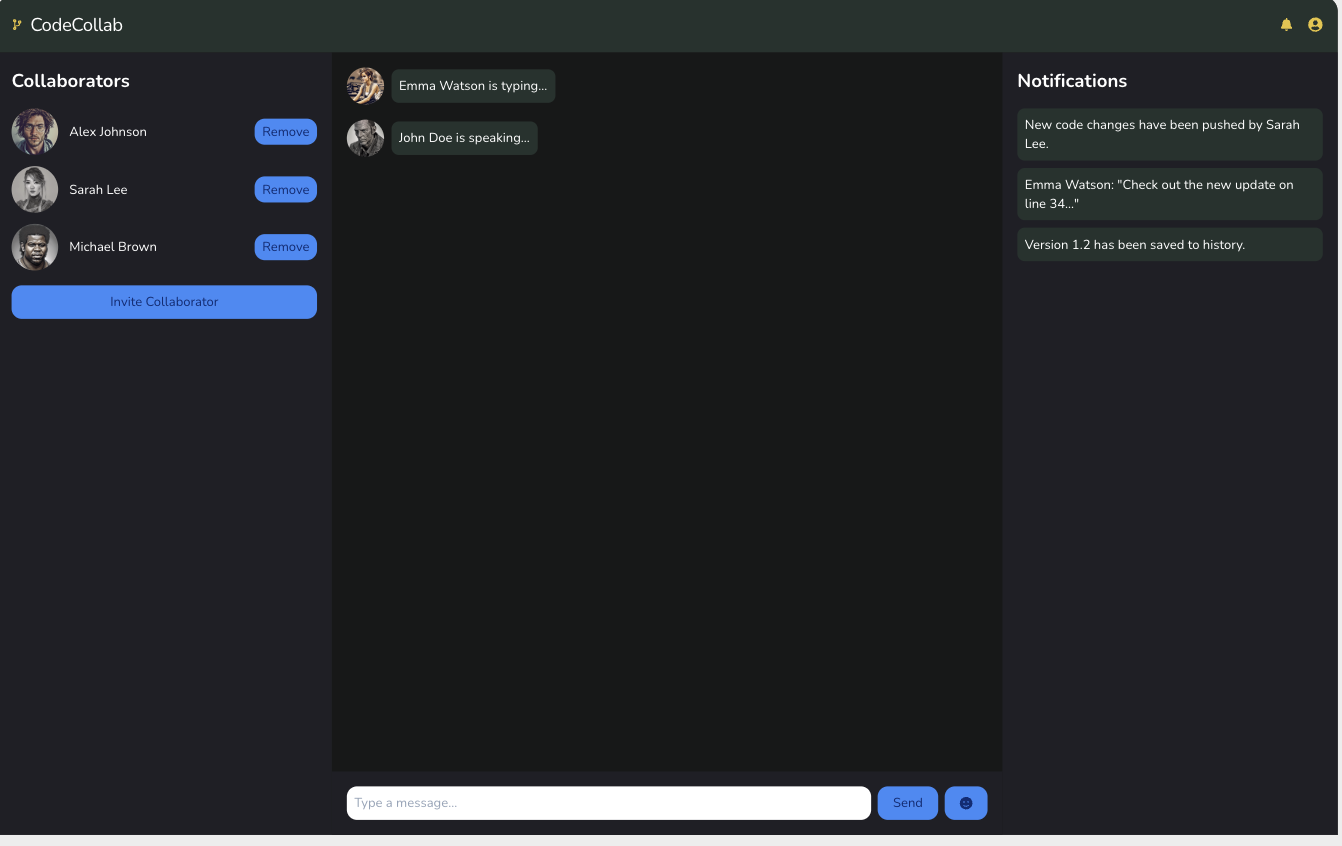 CodeCollab
Collaborators
Alex Johnson
Remove
Sarah Lee
Remove
Michael Brown
Remove
Invite Collaborator
Emma Watson is typing...
John Doe is speaking...
Type a message...
Send
Notifications
New code changes have been pushed by Sarah
Lee.
Emma Watson: "Check out the new update on
line 34..."
Version 1.2 has been saved to history.